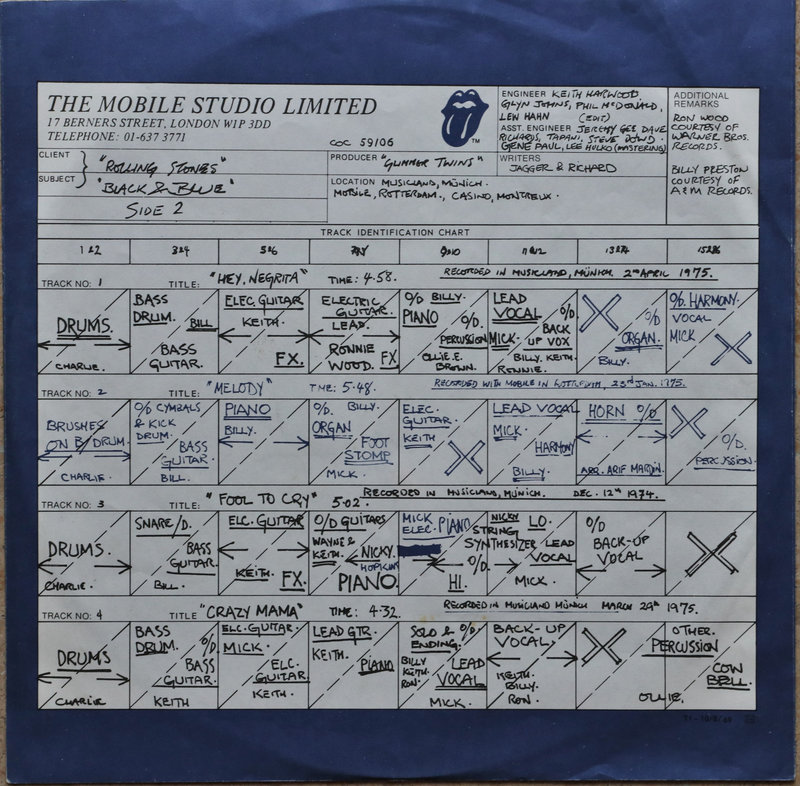 THE MOBILE STUDIO LIMITED
17 BERNERS STREET, LONDON W1P 3DD
TELEPHONE: 01-637 3771
COC 59106
TM
ENGINEER KEITH HARWOOD,
GLYN JOHNS, PHIL McDONALD,
LEW HAHN (EDIT)
ASST. ENGINEER JEREMY GEE DAVE
RICHARDS, TAPANI, STEVE DOWD
GENE PAUL, LEE HULKO (MASTERING)
WRITERS
JAGGER & RICHARD
ADDITIONAL
REMARKS
RON WOOD
COURTESY OF
WARNER BROS.
RECORDS.
BILLY PRESTON
COURTESY OF
A & M RECORDS.
CLIENT
SUBJECT
"ROLLING STONES"
"BLACK & BLUE"
SIDE 2
PRODUCER "GLIMMER TWINS"
LOCATION MUSICLAND, MÜNICH.
MOBILE, ROTTERDAM., CASINO, MONTREUX.
TRACK IDENTIFICATION CHART
1 & 2 3 & 4 5 & 6 7 & 8 9 & 10 11 & 12 13 & 14 15 & 16
TRACK NO: 1 TITLE: "HEY, NEGRITA" TIME: 4.58. RECORDED IN MUSICLAND, MÜNICH. 2ND APRIL 1975.
DRUMS.
CHARLIE.
BASS
DRUM.
BILL
BASS
GUITAR.
ELEC. GUITAR
KEITH.
FX.
ELECTRIC
GUITAR.
LEAD.
RONNIE
WOOD.
FX
O/D BILLY.
PIANO
O/D.
PERCUSSION
OLLIE E.
BROWN.
LEAD
VOCAL
MICK.
O/D.
BACK
UP VOX
BILLY. KEITH.
RONNIE.
O/D
ORGAN.
BILLY.
O/D. HARMONY.
VOCAL
MICK
TRACK NO: 2 TITLE: "MELODY" TIME: 5.48. RECORDED WITH MOBILE IN ROTTERDAM, 23rd JAN. 1975.
BRUSHES
ON B/DRUM.
CHARLIE.
O/D CYMBALS
& KICK
DRUM.
BASS
GUITAR.
BILL.
PIANO
BILLY.
O/D. BILLY.
ORGAN
FOOT
STOMP
MICK.
ELEC.
GUITAR.
KEITH
LEAD VOCAL
MICK.
HARMONY
BILLY.
HORN O/D
ARR. ARIF MARDIN.
O/D.
PERCUSSION.
TRACK NO: 3 TITLE: "FOOL TO CRY" 5.02. RECORDED IN MUSICLAND, MÜNICH. DEC. 12TH 1974.
DRUMS.
CHARLIE.
SNARE/D.
BASS
GUITAR.
BILL.
ELC. GUITAR
KEITH.
FX.
O/D GUITARS
WAYNE &
KEITH.
NICKY.
HOPKINS
PIANO.
MICK
ELEC. PIANO
O/D.
HI.
NICKY LO.
STRING
SYNTHESIZER
LEAD
VOCAL
MICK.
O/D
BACK-UP
VOCAL
TRACK NO: 4 TITLE "CRAZY MAMA" TIME: 4.32. RECORDED IN MUSICLAND MÜNICH MARCH 29TH 1975.
DRUMS
CHARLIE
BASS
DRUM.
O/D.
BASS
GUITAR.
KEITH
ELC. GUITAR.
MICK.
ELC.
GUITAR.
KEITH.
LEAD GTR.
KEITH.
PIANO
SOLO & O/D.
ENDING.
BILLY
KEITH.
RON.
LEAD
VOCAL
MICK.
BACK-UP
VOCAL.
KEITH.
BILLY.
RON.
OTHER.
PERCUSSION
COW
BELL.
OLLIE.